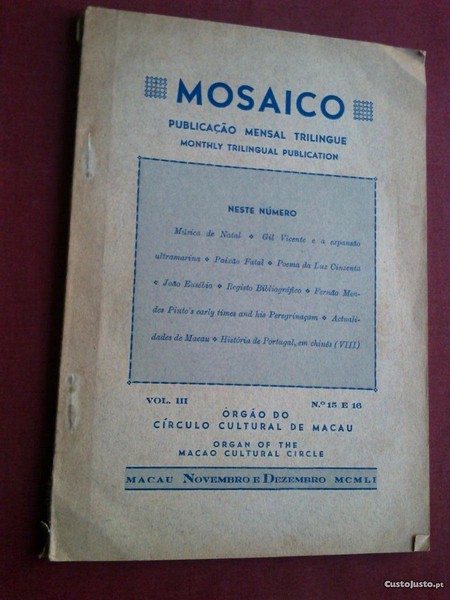 MOSAICO
PUBLICAÇÃO MENSAL TRILINGUE
MONTHLY TRILINGUAL PUBLICATION
NESTE NÚMERO
Música de Natal ❖ Gil Vicente e a expansão
ultramarina ❖ Paixão Fatal ❖ Poema da Luz Cinzenta
❖ João Eusébio ❖ Registo Bibliográfico ❖ Fernão Men-
des Pinto's early times and his Peregrinaçam ❖ Actuali-
dades de Macau ❖ História de Portugal, em chinês (VIII)
VOL. III N.º 15 E 16
ÓRGÃO DO
CÍRCULO CULTURAL DE MACAU
ORGAN OF THE
MACAO CULTURAL CIRCLE
MACAU NOVEMBRO E DEZEMBRO MCMLI
CustoJusto.pt